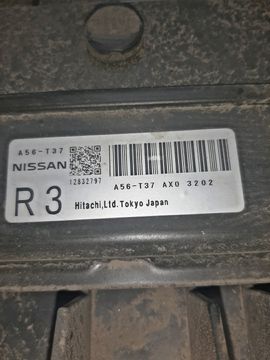 A56-T37
NISSAN
12832797
A56-T37 AX0 3202
R3
Hitachi,Ltd.Tokyo Japan